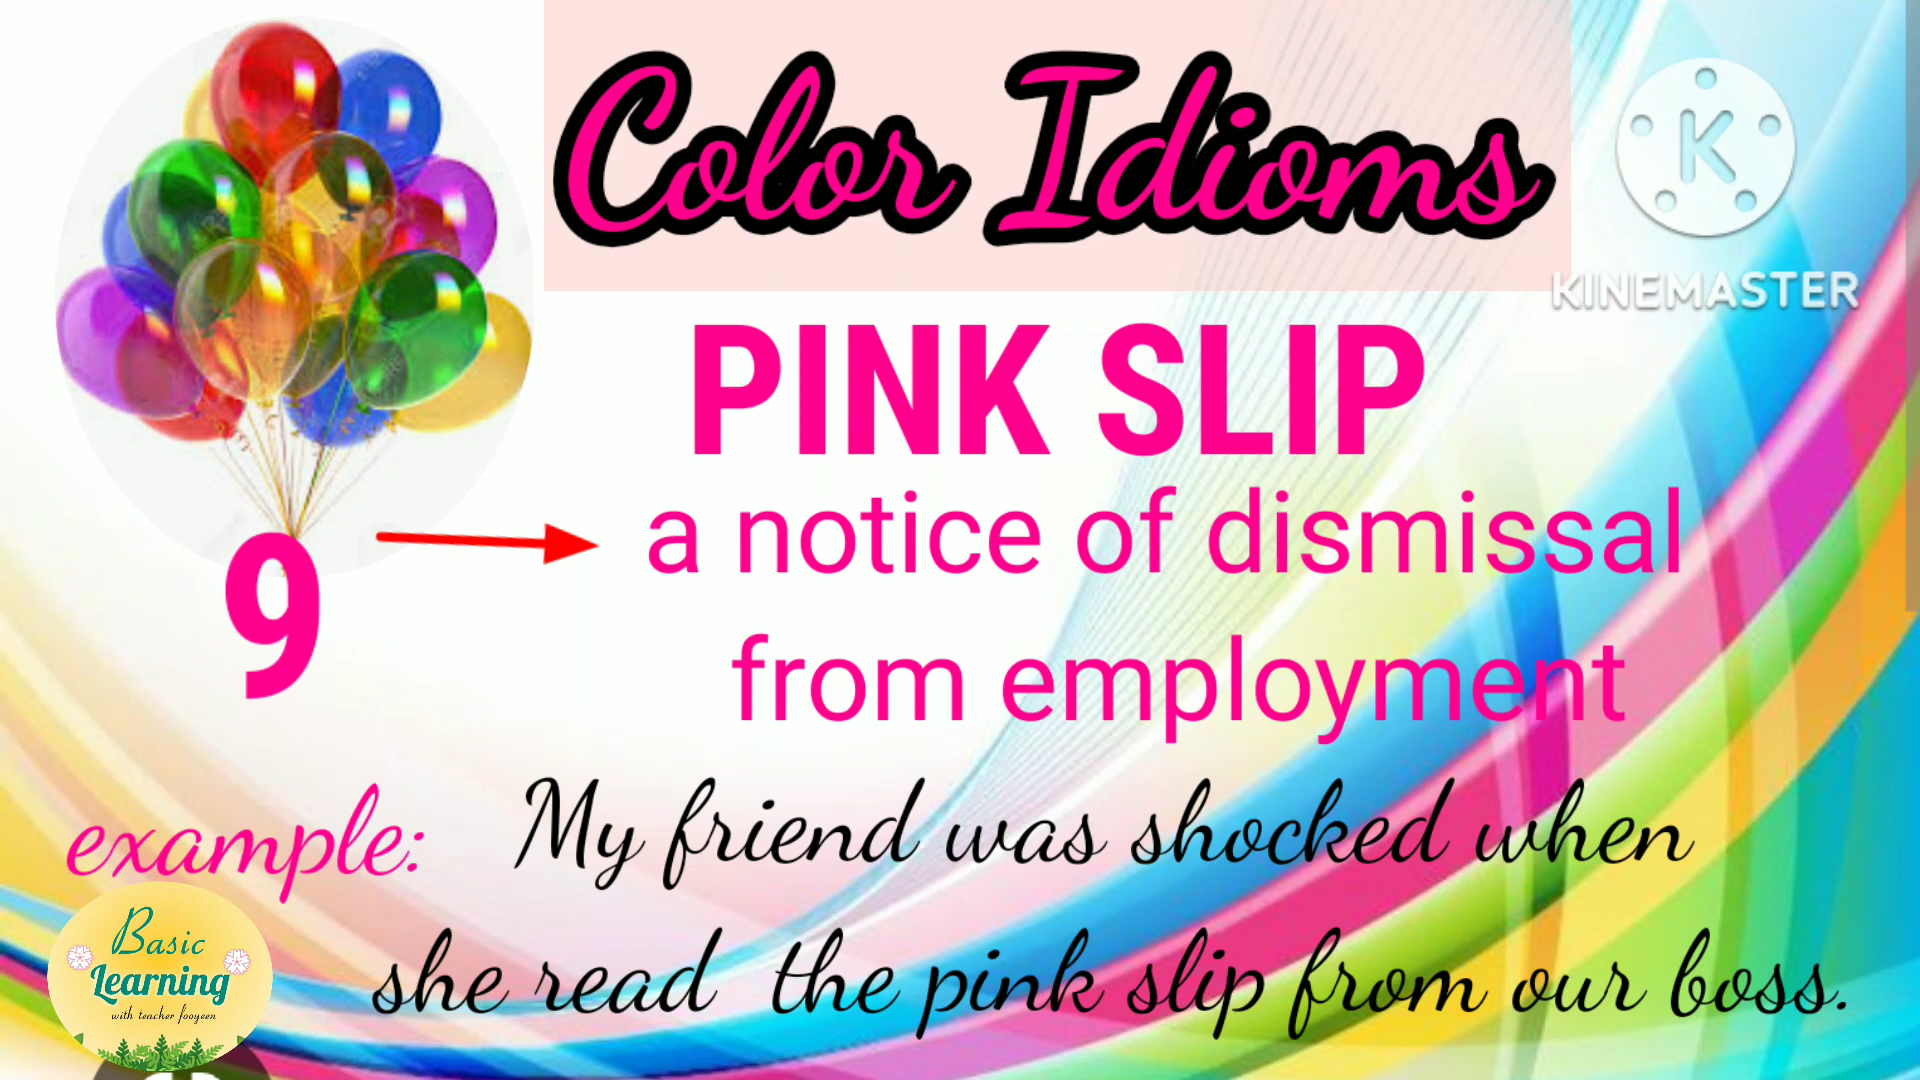 Color Idioms
K
KINEMASTER
PINK SLIP
a notice of dismissal
from employment
9
example: My friend was shocked when
she read the pink slip from our boss.
Basic
Learning
with teacher fooyeen